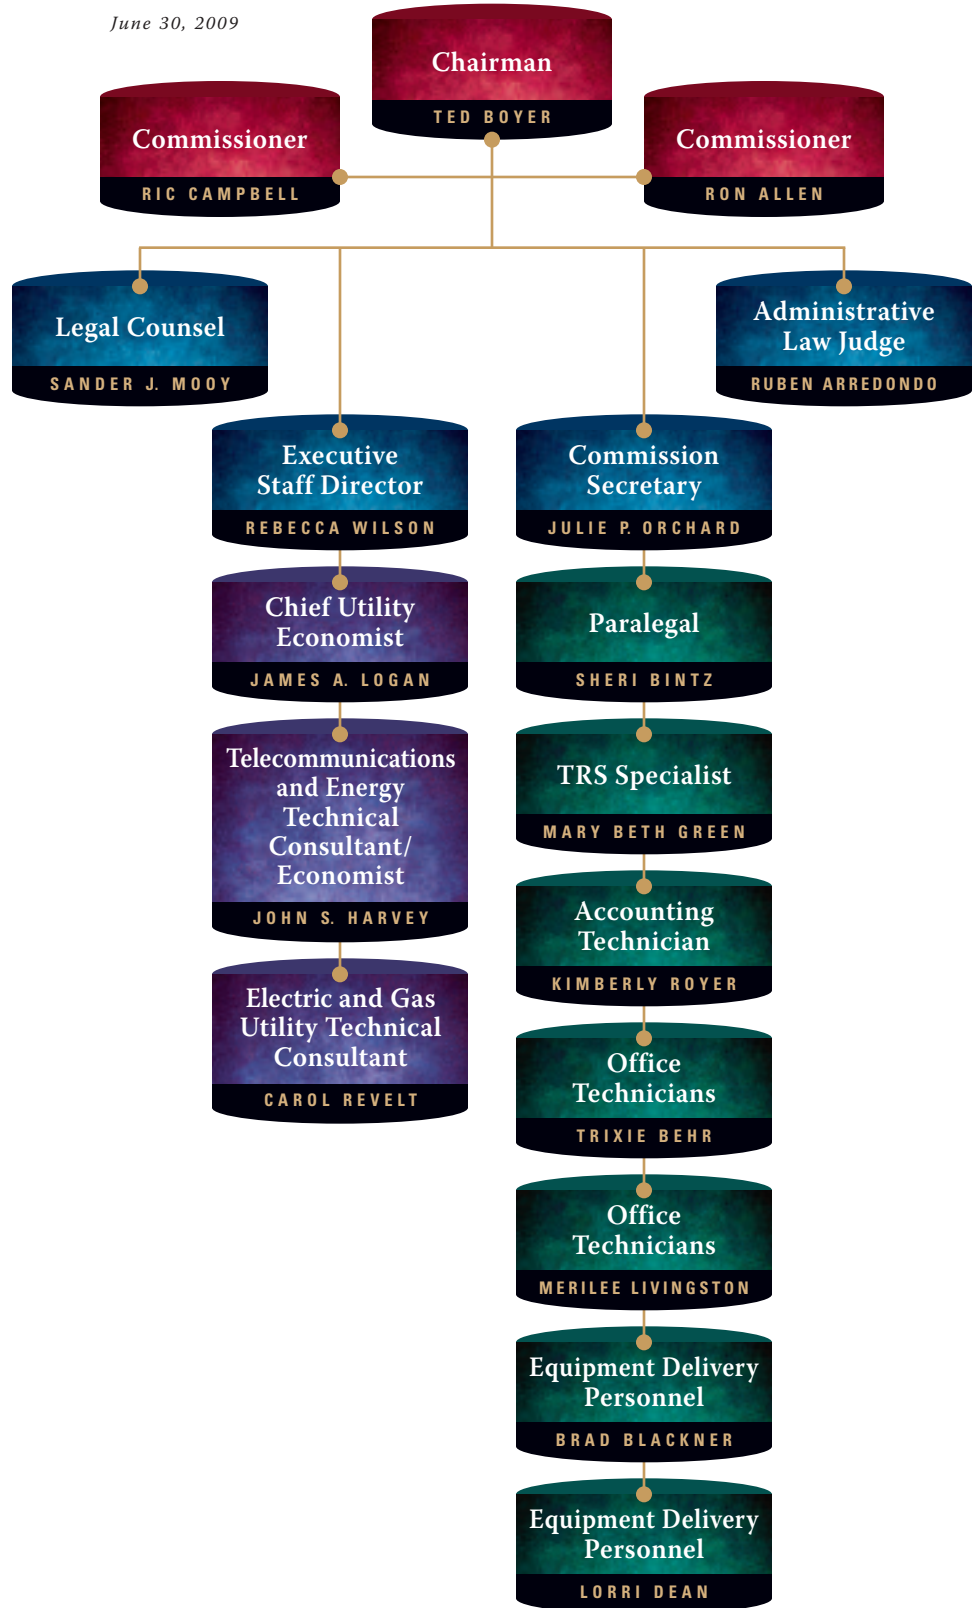 June 30, 2009
Chairman
TED BOYER
Commissioner
RIC CAMPBELL
Commissioner
RON ALLEN
Legal Counsel
SANDER J. MOOY
Administrative
Law Judge
RUBEN ARREDONDO
Executive
Staff Director
REBECCA WILSON
Commission
Secretary
JULIE P. ORCHARD
Chief Utility
Economist
JAMES A. LOGAN
Paralegal
SHERI BINTZ
Telecommunications
and Energy
Technical
Consultant/
Economist
JOHN S. HARVEY
TRS Specialist
MARY BETH GREEN
Accounting
Technician
KIMBERLY ROYER
Electric and Gas
Utility Technical
Consultant
CAROL REVELT
Office
Technicians
TRIXIE BEHR
Office
Technicians
MERILEE LIVINGSTON
Equipment Delivery
Personnel
BRAD BLACKNER
Equipment Delivery
Personnel
LORRI DEAN